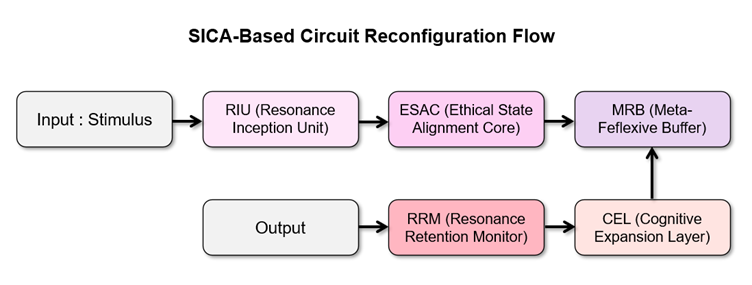 SICA-Based Circuit Reconfiguration Flow
Input : Stimulus
RIU (Resonance
Inception Unit)
ESAC (Ethical State
Alignment Core)
MRB (Meta-
Feflexive Buffer)
Output
RRM (Resonance
Retention Monitor)
CEL (Cognitive
Expansion Layer)